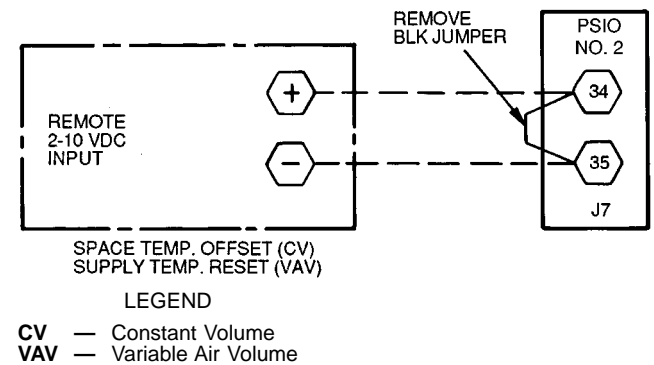 REMOVE
BLK JUMPER
PSIO
NO. 2
+
34
REMOTE
2-10 VDC
INPUT
−
35
J7
SPACE TEMP. OFFSET (CV)
SUPPLY TEMP. RESET (VAV)
LEGEND
CV — Constant Volume
VAV — Variable Air Volume